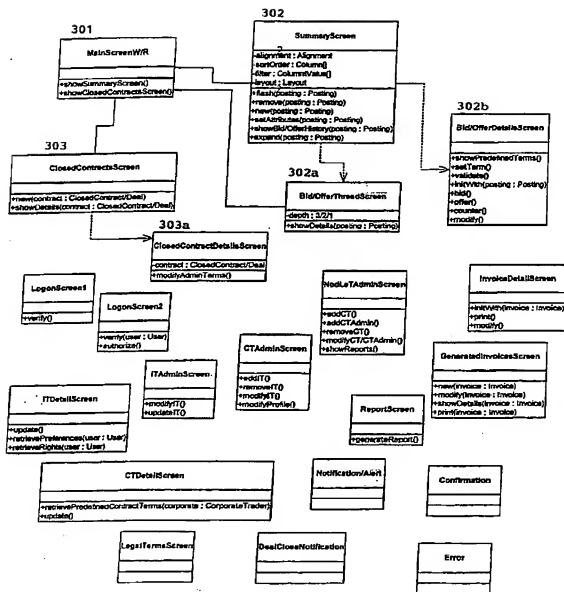 301
MainScreenW/R
+showSummaryScreen()
+showClosedContractsScreen()
302
SummaryScreen
-alignment : Alignment
-sortOrder : Column[]
-filter : ColumnValue[]
-layout : Layout
+flash(posting : Posting)
+remove(posting : Posting)
+new(posting : Posting)
+setAttributes(posting : Posting)
+showBid/OfferHistory(posting : Posting)
+expand(posting : Posting)
302b
Bid/OfferDetailsScreen
+showPredefinedTerms()
+setTerm()
+validate()
+initWith(posting : Posting)
+bid()
+offer()
+counter()
+modify()
303
ClosedContractsScreen
+new(contract : ClosedContract/Deal)
+showDetails(contract : ClosedContract/Deal)
302a
Bid/OfferThreadScreen
-depth : 3/2/1
+showDetails(posting : Posting)
303a
ClosedContractDetailsScreen
-contract : ClosedContract/Deal
+modifyAdminTerms()
LogonScreen1
+verify()
LogonScreen2
+verify(user : User)
+authorize()
NodLetAdminScreen
+addCT()
+addCTAdmin()
+removeCT()
+modifyCT/CTAdmin()
+showReports()
InvoiceDetailScreen
+initWith(invoice : Invoice)
+print()
+modify()
ITDetailScreen
+update()
+retrievePreferences(user : User)
+retrieveRights(user : User)
ITAdminScreen
+modifyIT()
+updateIT()
CTAdminScreen
+addIT()
+removeIT()
+modifyIT()
+modifyProfile()
GeneratedInvoicesScreen
+new(invoice : Invoice)
+modify(invoice : Invoice)
+showDetails(invoice : Invoice)
+print(invoice : Invoice)
ReportScreen
+generateReport()
CTDetailScreen
+retrievePredefinedContractTerms(corporate : CorporateTrader)
+update()
Notification/Alert
Confirmation
LegalTermsScreen
DealCloseNotification
Error